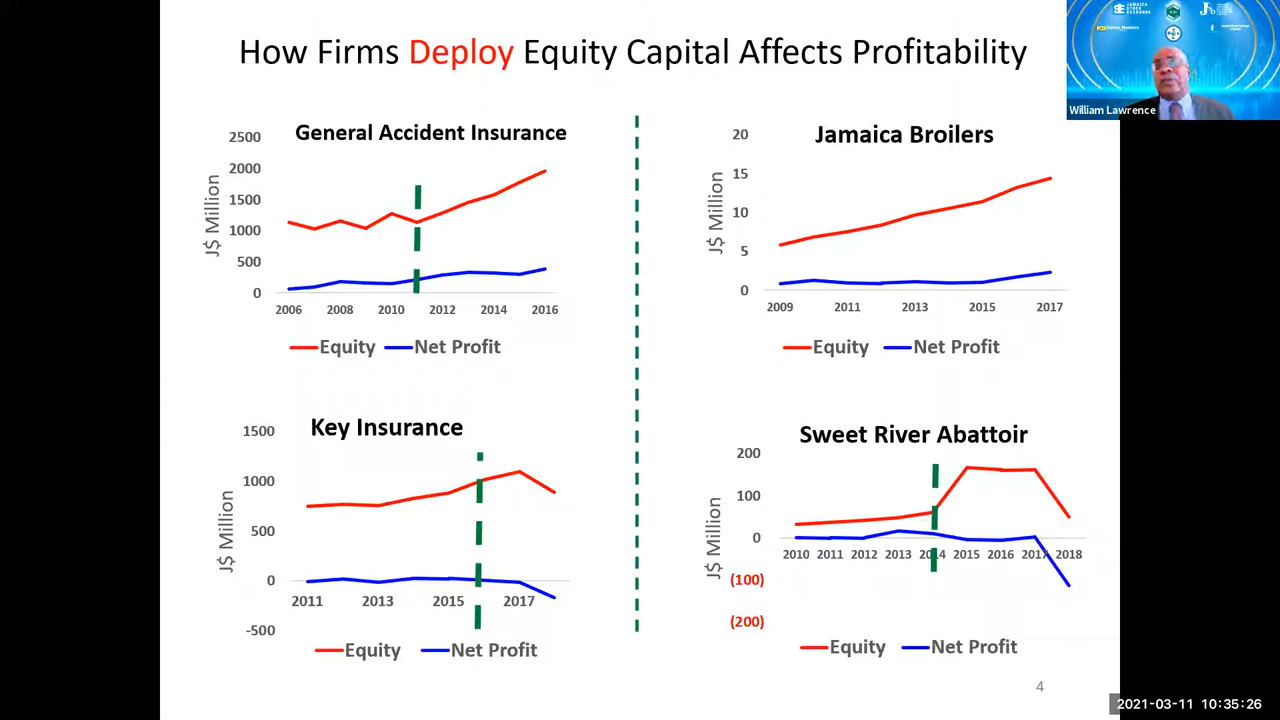 How Firms Deploy Equity Capital Affects Profitability
JAMAICA
STOCK
EXCHANGE
William Lawrence
General Accident Insurance
J$ Million
2500
2000
1500
1000
500
0
2006 2008 2010 2012 2014 2016
Equity Net Profit
Jamaica Broilers
J$ Million
20
15
10
5
0
2009 2011 2013 2015 2017
Equity Net Profit
Key Insurance
J$ Million
1500
1000
500
0
-500
2011 2013 2015 2017
Equity Net Profit
Sweet River Abattoir
J$ Million
200
100
0
(100)
(200)
2010 2011 2012 2013 2014 2015 2016 2017 2018
Equity Net Profit
4
2021-03-11 10:35:26